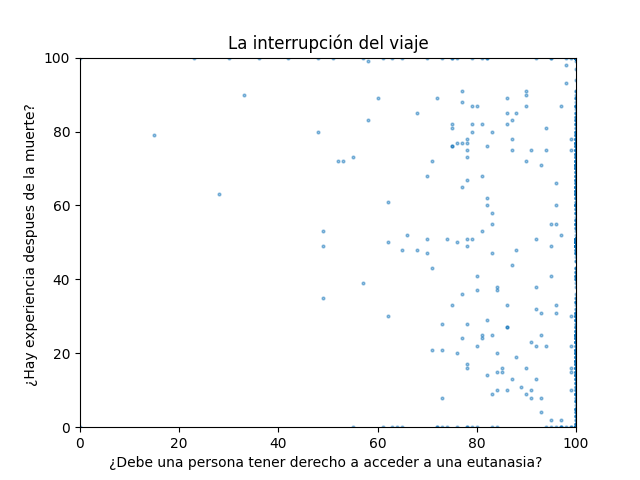 La interrupción del viaje
100
80
60
40
20
0
¿Hay experiencia despues de la muerte?
0 20 40 60 80 100
¿Debe una persona tener derecho a acceder a una eutanasia?